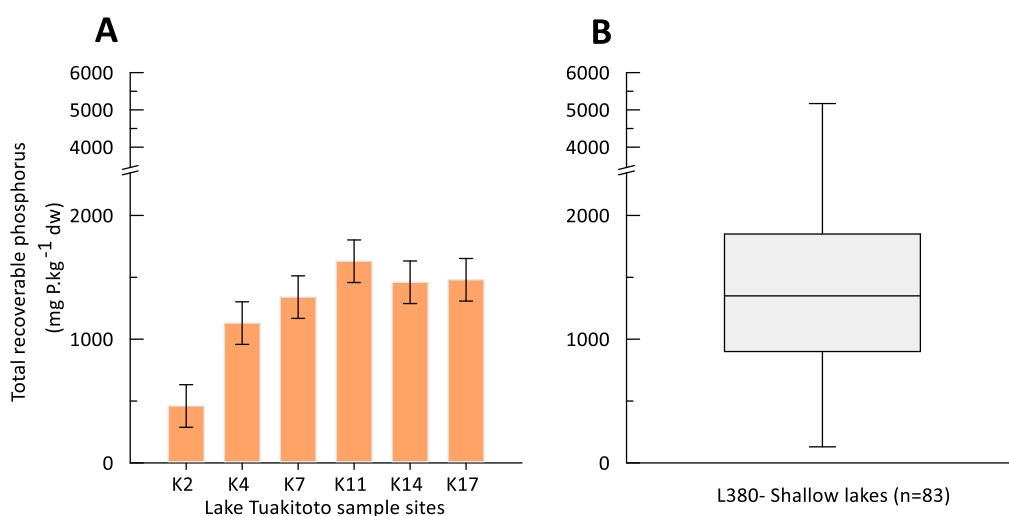 A
B
6000
5000
4000
2000
1000
0
Total recoverable phosphorus
(mg P.kg⁻¹ dw)
K2 K4 K7 K11 K14 K17
Lake Tuakitoto sample sites
6000
5000
4000
2000
1000
0
L380- Shallow lakes (n=83)